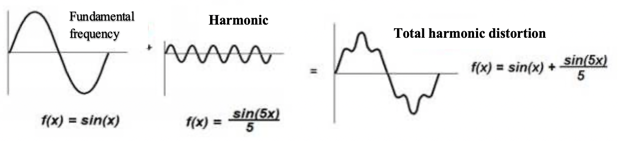 Fundamental
frequency
f(x) = sin(x)
+
Harmonic
f(x) = sin(5x)/5
=
Total harmonic distortion
f(x) = sin(x) + sin(5x)/5